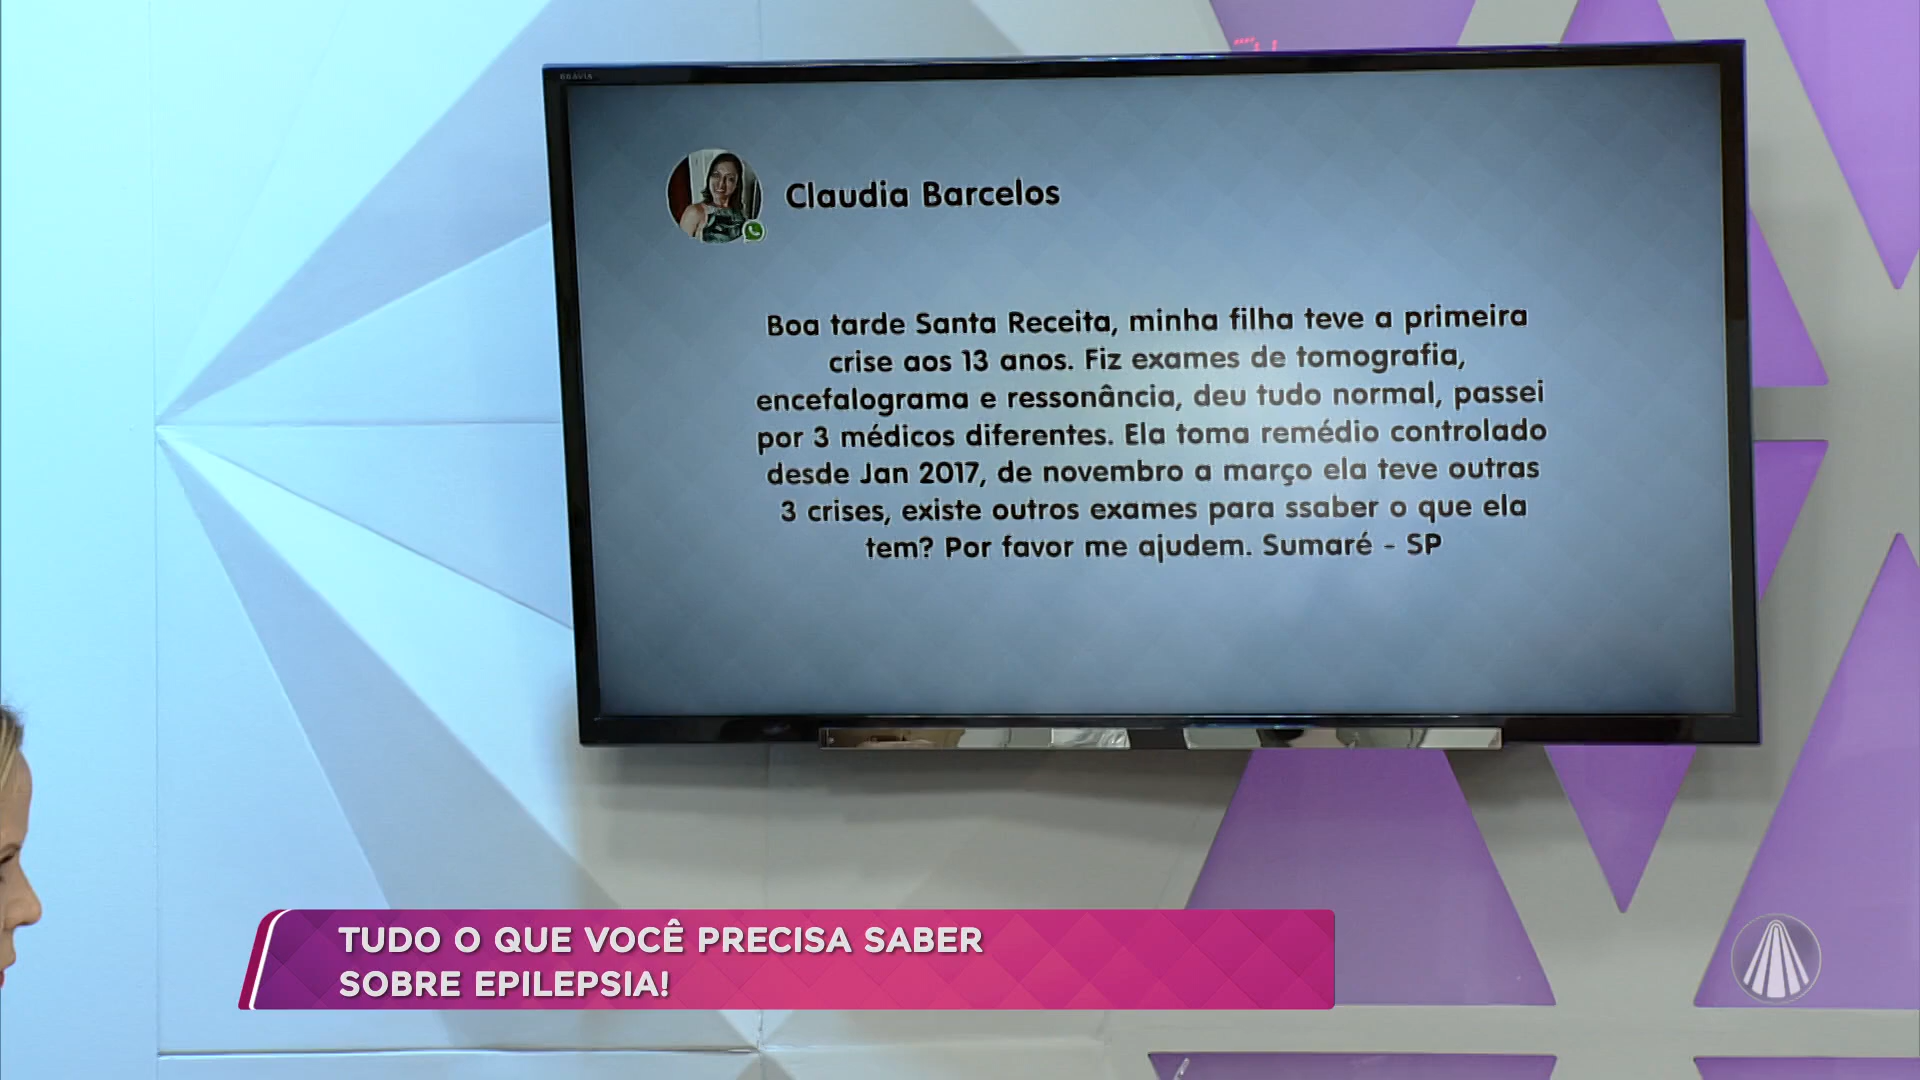 BRAVIA
Claudia Barcelos
Boa tarde Santa Receita, minha filha teve a primeira
crise aos 13 anos. Fiz exames de tomografia,
encefalograma e ressonância, deu tudo normal, passei
por 3 médicos diferentes. Ela toma remédio controlado
desde Jan 2017, de novembro a março ela teve outras
3 crises, existe outros exames para ssaber o que ela
tem? Por favor me ajudem. Sumaré - SP
TUDO O QUE VOCÊ PRECISA SABER
SOBRE EPILEPSIA!